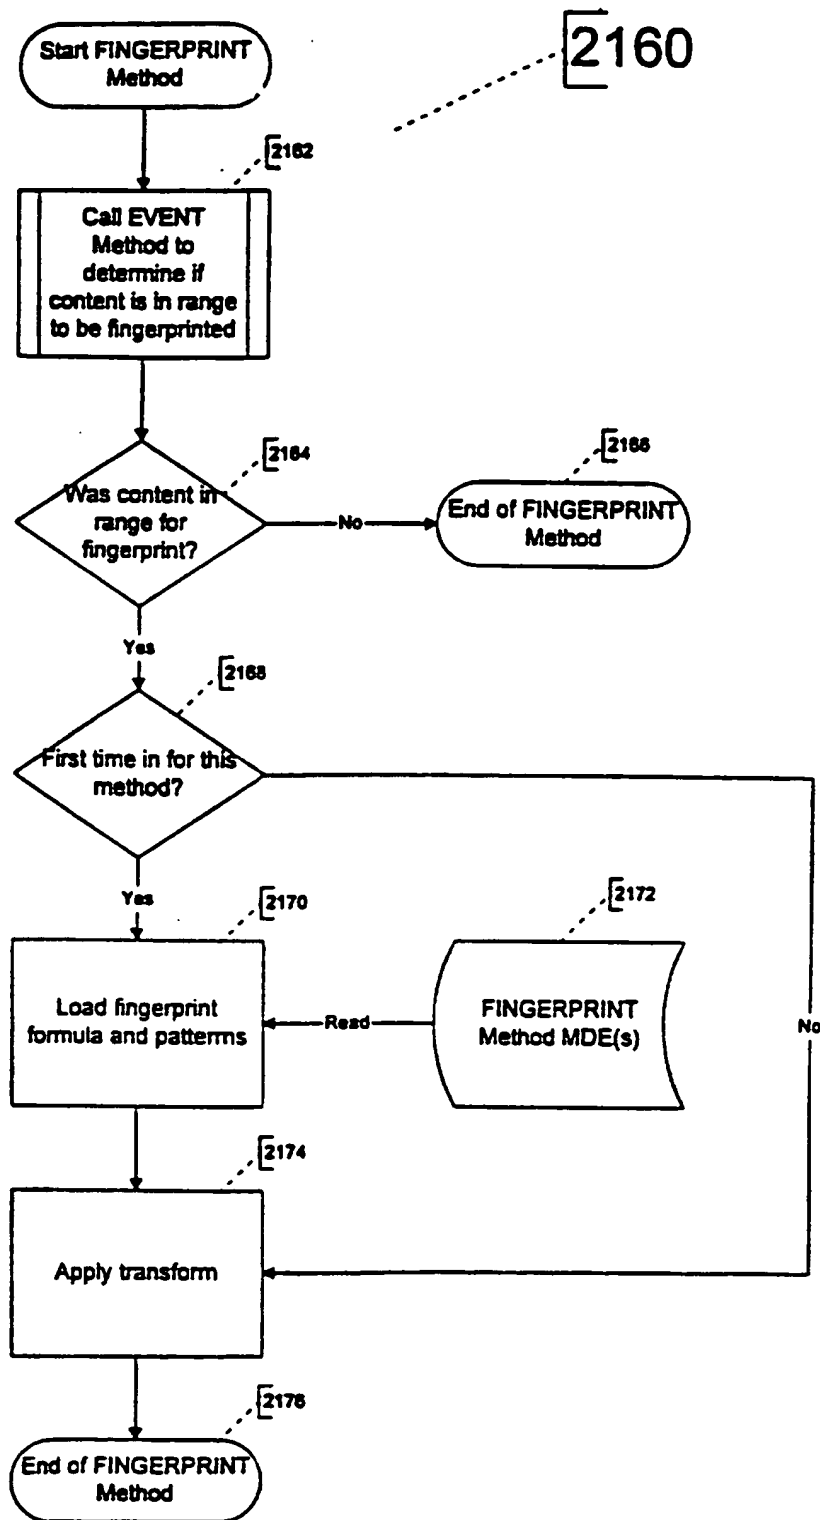 2160
Start FINGERPRINT
Method
2162
Call EVENT
Method to
determine if
content is in range
to be fingerprinted
2164
Was content in
range for
fingerprint?
No
2166
End of FINGERPRINT
Method
Yes
2168
First time in for this
method?
Yes
No
2170
Load fingerprint
formula and patterns
Read
2172
FINGERPRINT
Method MDE(s)
2174
Apply transform
2176
End of FINGERPRINT
Method